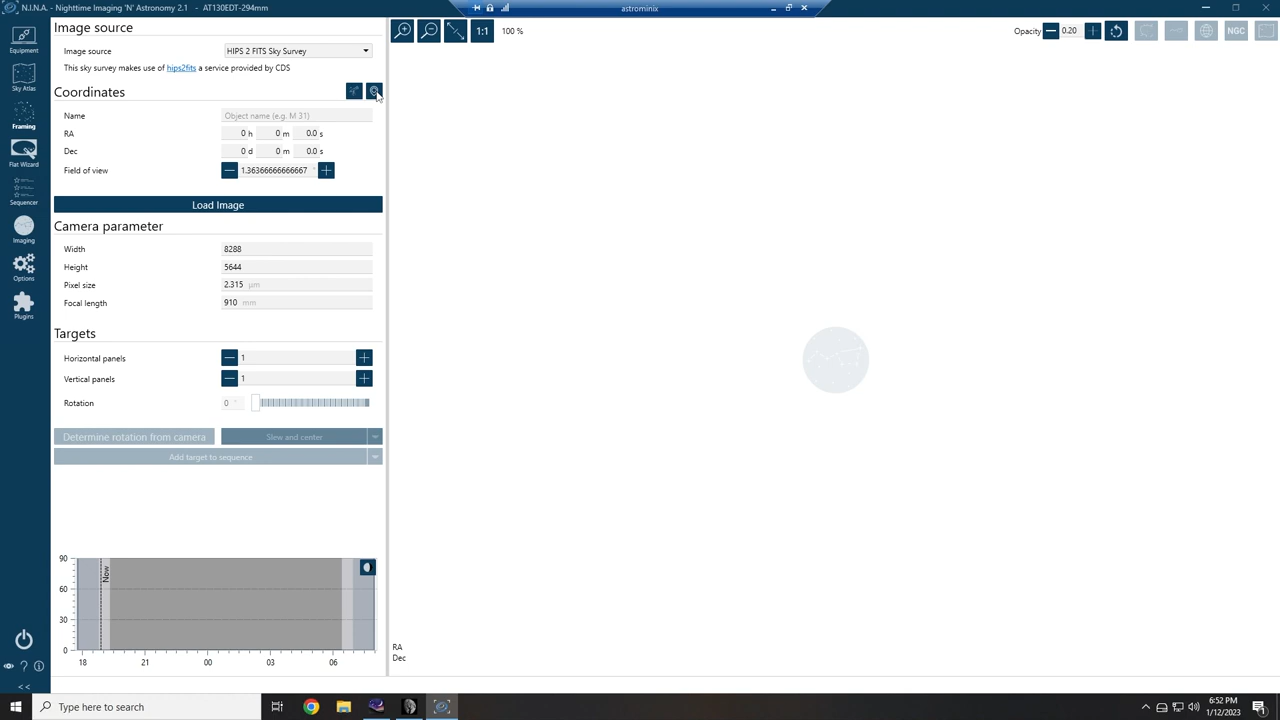 N.I.N.A. - Nighttime Imaging 'N' Astronomy 2.1 - AT130EDT-294mm
astrominix
Equipment
Sky Atlas
Framing
Flat Wizard
Sequencer
Imaging
Options
Plugins
<<
Image source
Image source
HIPS 2 FITS Sky Survey
This sky survey makes use of hips2fits a service provided by CDS
Coordinates
Name
Object name (e.g. M 31)
RA
0 h 0 m 0.0 s
Dec
0 d 0 m 0.0 s
Field of view
1.36366666666667 °
Load Image
Camera parameter
Width
8288
Height
5644
Pixel size
2.315 µm
Focal length
910 mm
Targets
Horizontal panels
1
Vertical panels
1
Rotation
0 °
Determine rotation from camera
Slew and center
Add target to sequence
90
60
30
0
Now
18 21 00 03 06
1:1
100 %
Opacity
0.20
NGC
RA
Dec
Type here to search
6:52 PM
1/12/2023
1